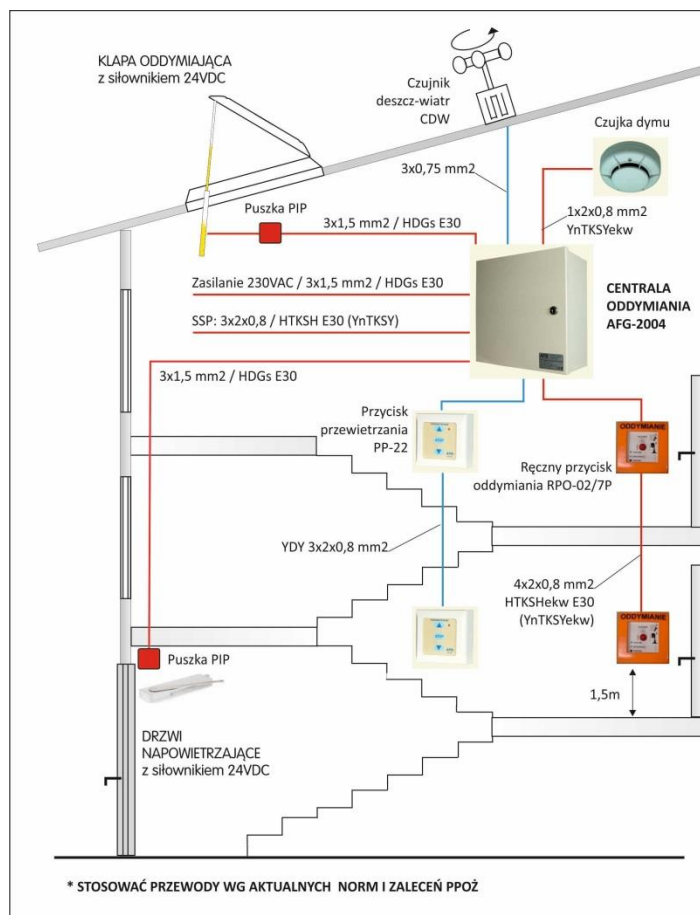 KLAPA ODDYMIAJĄCA
z siłownikiem 24VDC
Czujnik
deszcz-wiatr
CDW
Czujka dymu
3x0,75 mm2
1x2x0,8 mm2
YnTKSYekw
Puszka PIP
3x1,5 mm2 / HDGs E30
Zasilanie 230VAC / 3x1,5 mm2 / HDGs E30
SSP: 3x2x0,8 / HTKSH E30 (YnTKSY)
CENTRALA
ODDYMIANIA
AFG-2004
3x1,5 mm2 / HDGs E30
Przycisk
przewietrzania
PP-22
ODDYMIANIE
Ręczny przycisk
oddymiania RPO-02/7P
YDY 3x2x0,8 mm2
4x2x0,8 mm2
HTKSHekw E30
(YnTKSYekw)
ODDYMIANIE
Puszka PIP
1,5m
DRZWI
NAPOWIETRZAJĄCE
z siłownikiem 24VDC
* STOSOWAĆ PRZEWODY WG AKTUALNYCH NORM I ZALECEŃ PPOŻ